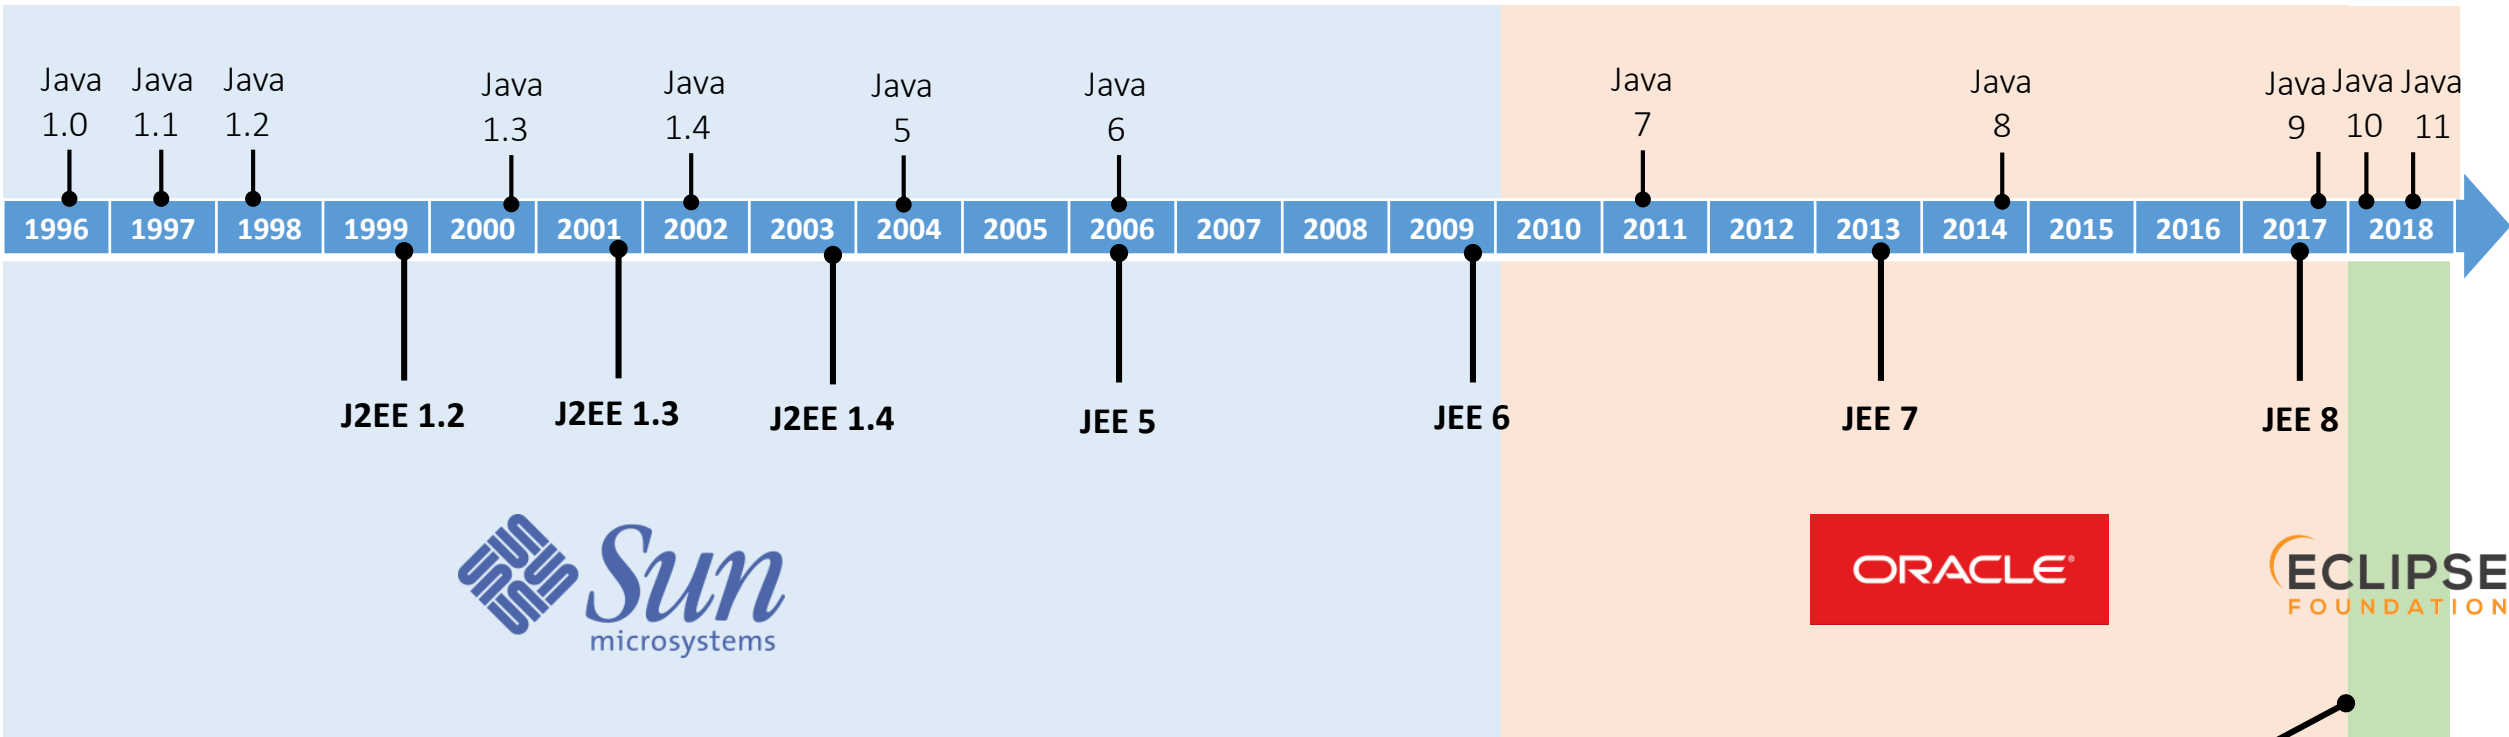 Java Java Java Java Java Java Java Java Java Java Java Java
1.0 1.1 1.2 1.3 1.4 5 6 7 8 9 10 11
1996 1997 1998 1999 2000 2001 2002 2003 2004 2005 2006 2007 2008 2009 2010 2011 2012 2013 2014 2015 2016 2017 2018
J2EE 1.2 J2EE 1.3 J2EE 1.4 JEE 5 JEE 6 JEE 7 JEE 8
Sun
microsystems
ORACLE®
ECLIPSE
FOUNDATION